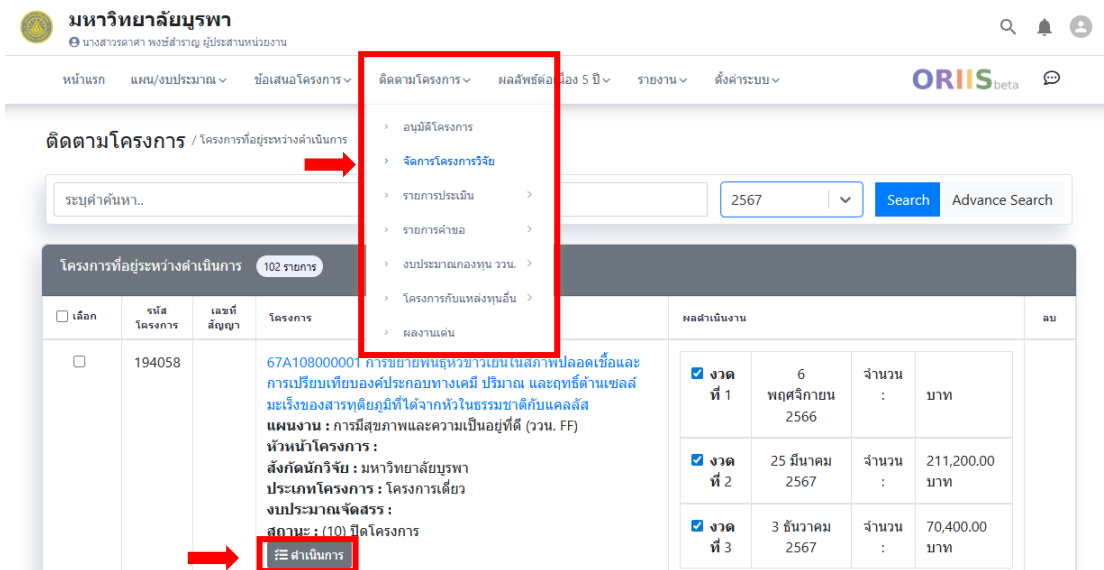 มหาวิทยาลัยบูรพา
นางสาวรดาศา พงษ์สำราญ ผู้ประสานหน่วยงาน
หน้าแรก แผน/งบประมาณ ข้อเสนอโครงการ ติดตามโครงการ ผลลัพธ์ต่อเนื่อง 5 ปี รายงาน ตั้งค่าระบบ ORIIS beta
ติดตามโครงการ / โครงการที่อยู่ระหว่างดำเนินการ
อนุมัติโครงการ
จัดการโครงการวิจัย
รายการประเมิน
รายการคำขอ
งบประมาณกองทุน ววน.
โครงการกับแหล่งทุนอื่น
ผลงานเด่น
ระบุคำค้นหา.. 2567 Search Advance Search
โครงการที่อยู่ระหว่างดำเนินการ 102 รายการ
เลือก รหัสโครงการ เลขที่สัญญา โครงการ ผลดำเนินงาน ลบ
194058
67A108000001 การขยายพันธุ์หัวข้าวเย็นในสภาพปลอดเชื้อและ
การเปรียบเทียบองค์ประกอบทางเคมี ปริมาณ และฤทธิ์ต้านเซลล์
มะเร็งของสารทุติยภูมิที่ได้จากหัวในธรรมชาติกับแคลลัส
แผนงาน : การมีสุขภาพและความเป็นอยู่ที่ดี (ววน. FF)
หัวหน้าโครงการ :
สังกัดนักวิจัย : มหาวิทยาลัยบูรพา
ประเภทโครงการ : โครงการเดี่ยว
งบประมาณจัดสรร :
สถานะ : (10) ปิดโครงการ
ดำเนินการ
งวดที่ 1 6 พฤศจิกายน 2566 จำนวน : บาท
งวดที่ 2 25 มีนาคม 2567 จำนวน : 211,200.00 บาท
งวดที่ 3 3 ธันวาคม 2567 จำนวน : 70,400.00 บาท